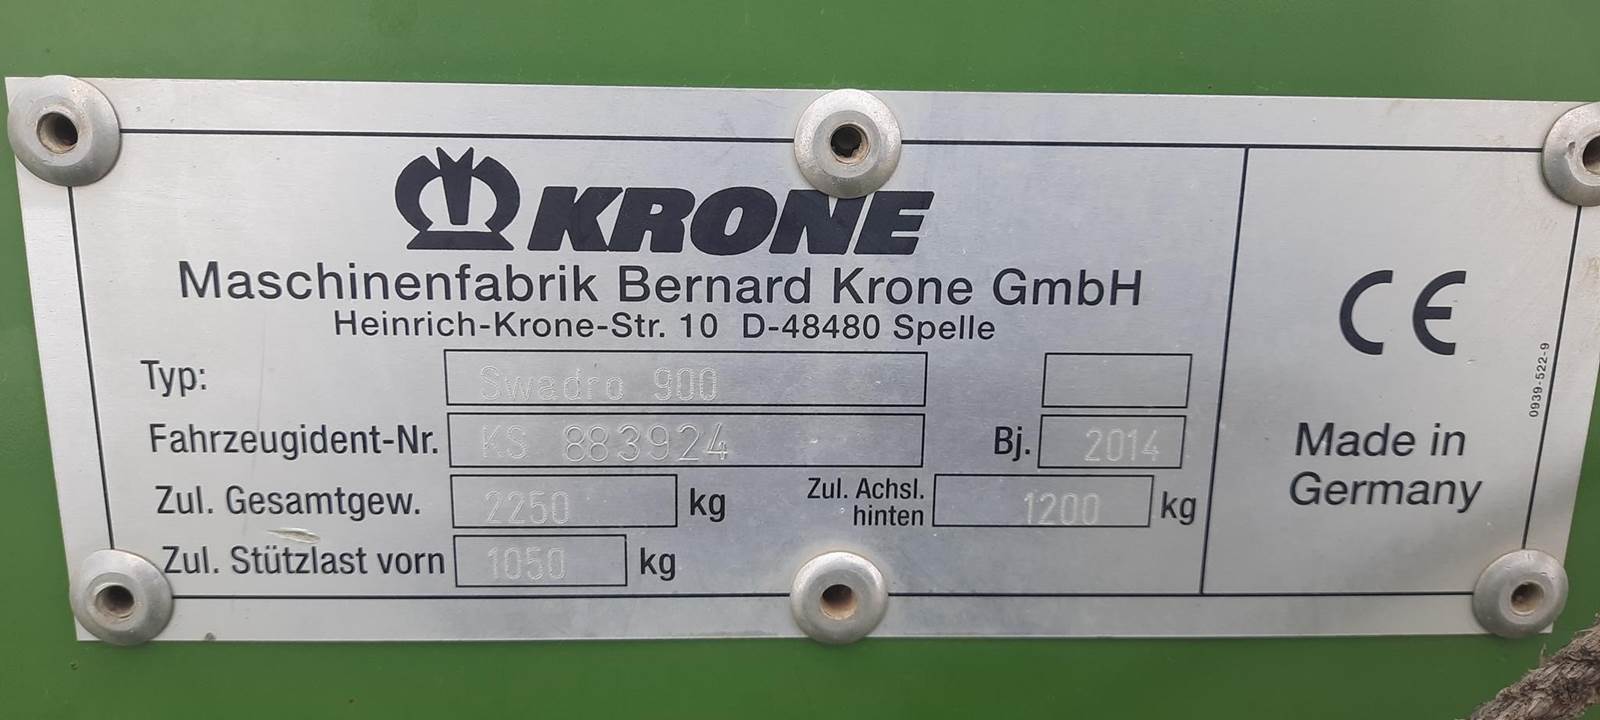 KRONE
Maschinenfabrik Bernard Krone GmbH
Heinrich-Krone-Str. 10 D-48480 Spelle
Typ: Swadro 900
Fahrzeugident-Nr. KS 883924 Bj. 2014
Zul. Gesamtgew. 2250 kg Zul. Achsl. hinten 1200 kg
Zul. Stützlast vorn 1050 kg
CE
Made in
Germany
0939-522-9